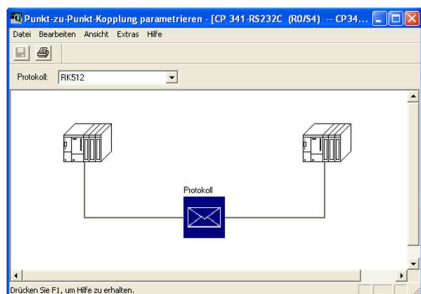 Punkt-zu-Punkt-Kopplung parametrieren - [CP 341-RS232C (R0/S4) -- CP34...
Datei Bearbeiten Ansicht Extras Hilfe
Protokoll: RK512
Protokoll
Drücken Sie F1, um Hilfe zu erhalten.